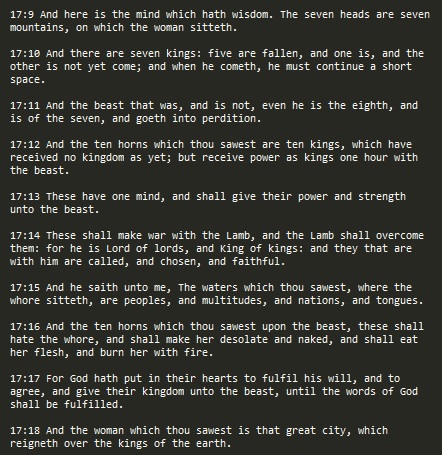 17:9 And here is the mind which hath wisdom. The seven heads are seven
mountains, on which the woman sitteth.
17:10 And there are seven kings: five are fallen, and one is, and the
other is not yet come; and when he cometh, he must continue a short
space.
17:11 And the beast that was, and is not, even he is the eighth, and
is of the seven, and goeth into perdition.
17:12 And the ten horns which thou sawest are ten kings, which have
received no kingdom as yet; but receive power as kings one hour with
the beast.
17:13 These have one mind, and shall give their power and strength
unto the beast.
17:14 These shall make war with the Lamb, and the Lamb shall overcome
them: for he is Lord of lords, and King of kings: and they that are
with him are called, and chosen, and faithful.
17:15 And he saith unto me, The waters which thou sawest, where the
whore sitteth, are peoples, and multitudes, and nations, and tongues.
17:16 And the ten horns which thou sawest upon the beast, these shall
hate the whore, and shall make her desolate and naked, and shall eat
her flesh, and burn her with fire.
17:17 For God hath put in their hearts to fulfil his will, and to
agree, and give their kingdom unto the beast, until the words of God
shall be fulfilled.
17:18 And the woman which thou sawest is that great city, which
reigneth over the kings of the earth.